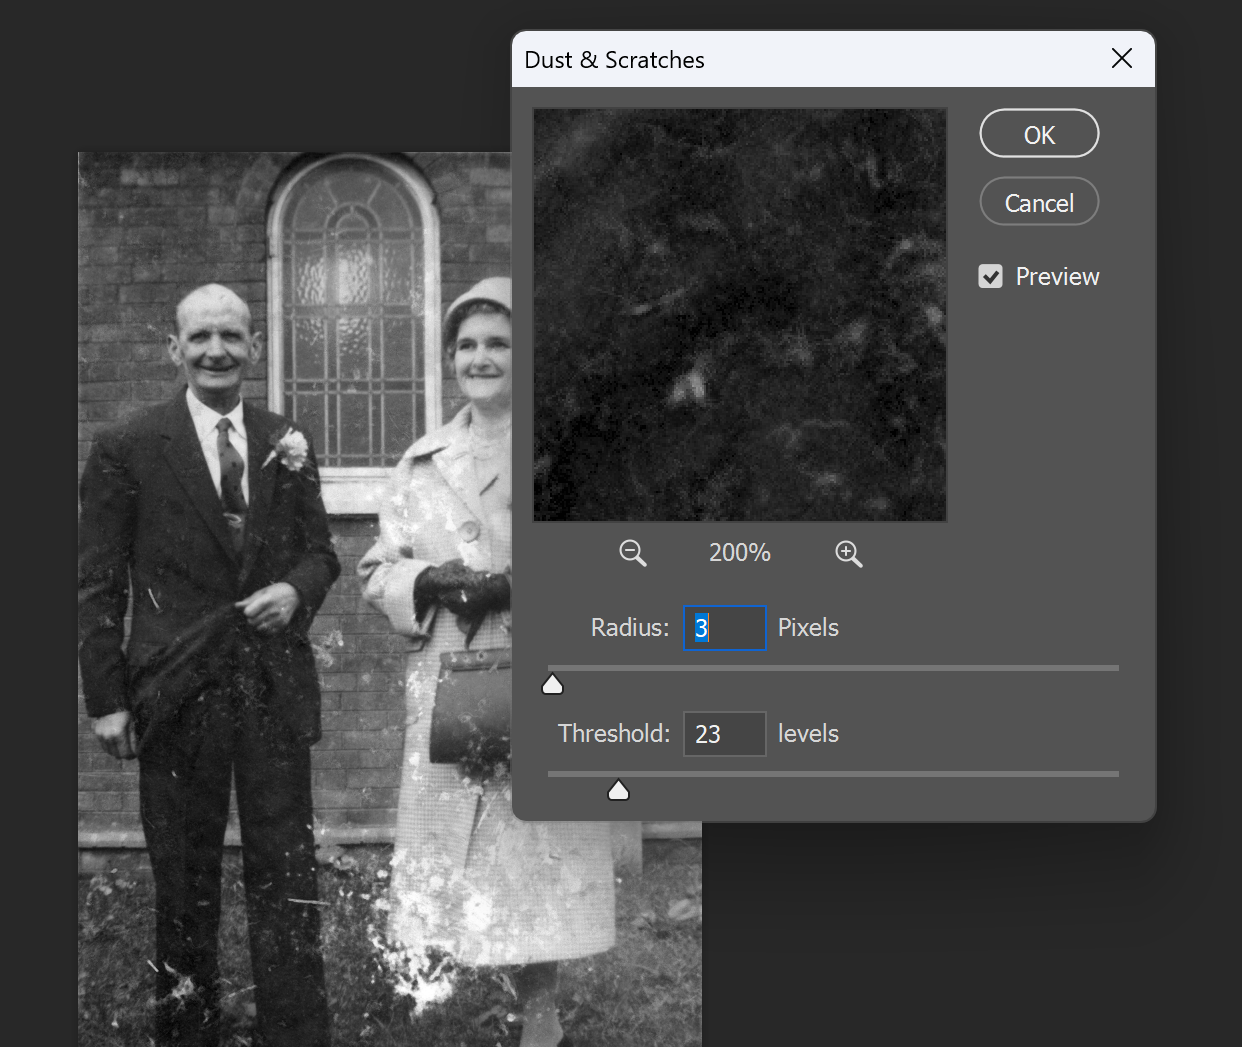 Dust & Scratches
OK
Cancel
Preview
200%
Radius: 3 Pixels
Threshold: 23 levels